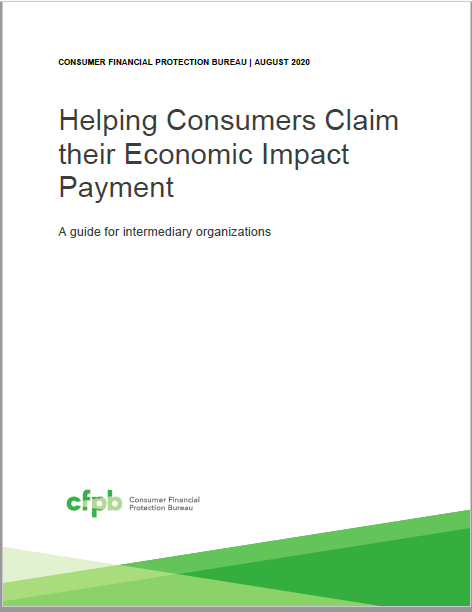 CONSUMER FINANCIAL PROTECTION BUREAU | AUGUST 2020
Helping Consumers Claim
their Economic Impact
Payment
A guide for intermediary organizations
cfpb
Consumer Financial
Protection Bureau